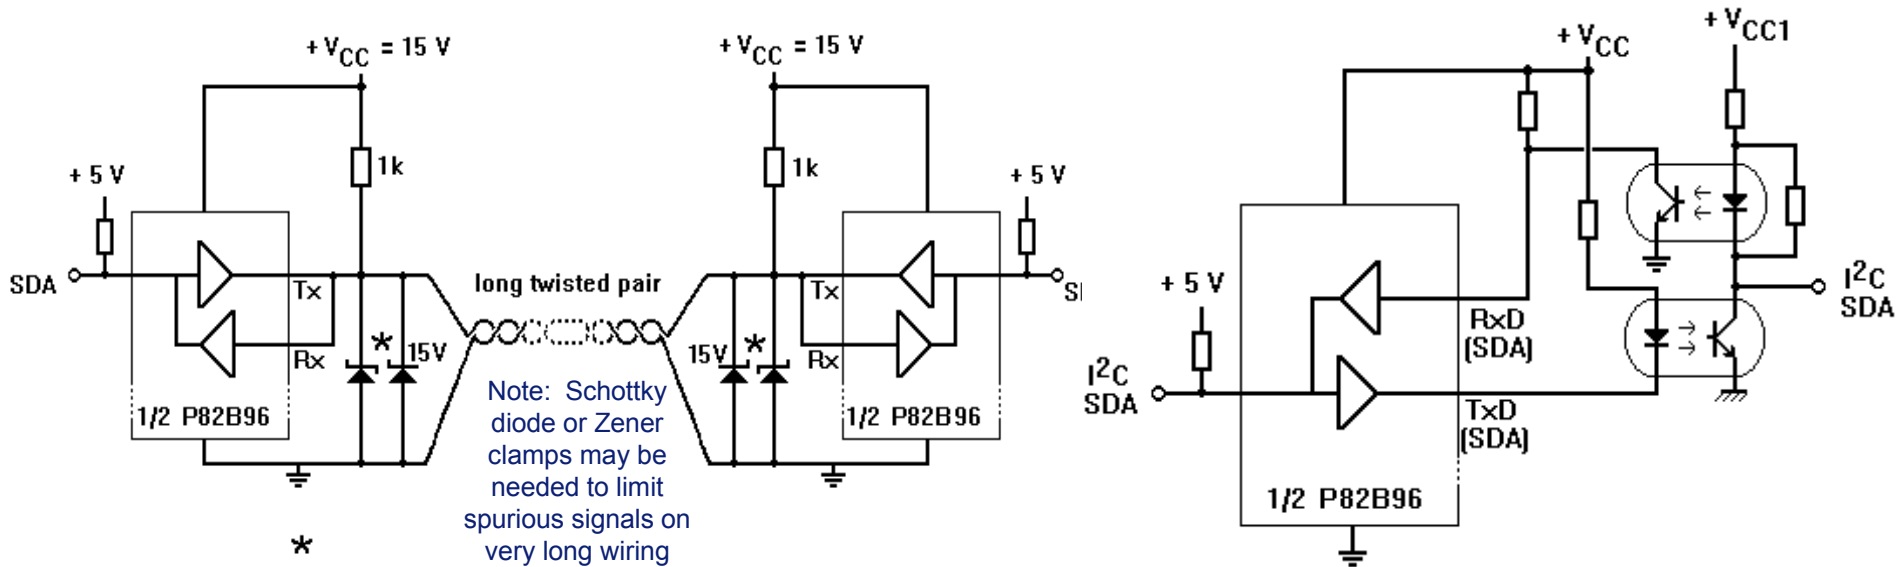 + VCC = 15 V
+ VCC = 15 V
+ VCC
+ VCC1
1k
1k
+ 5 V
+ 5 V
SDA
Tx
Rx
15V
*
long twisted pair
Tx
Rx
15V
*
1/2 P82B96
1/2 P82B96
Note: Schottky
diode or Zener
clamps may be
needed to limit
spurious signals on
very long wiring
*
+ 5 V
I2C
SDA
RxD
(SDA)
TxD
(SDA)
1/2 P82B96
I2C
SDA